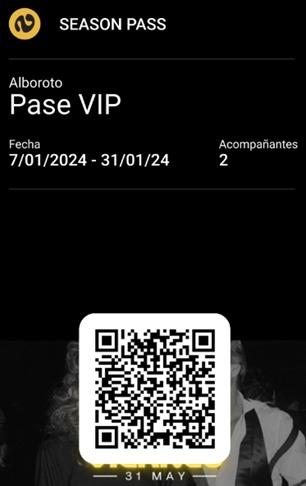 SEASON PASS
Alboroto
Pase VIP
Fecha
Acompañantes
7/01/2024 - 31/01/24
2
31 MAY